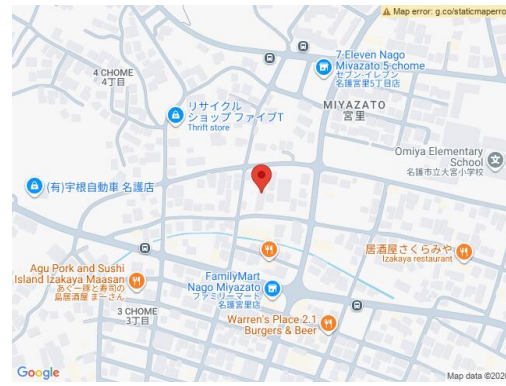 Map error: g.co/staticmaperro
7-Eleven Nago
Miyazato 5-chome
セブン-イレブン
名護宮里5丁目店
4 CHOME
4丁目
リサイクル
ショップ ファイブT
Thrift store
MIYAZATO
宮里
Omiya Elementary
School
名護市立大宮小学校
(有)宇根自動車 名護店
居酒屋さくらみや
Izakaya restaurant
Agu Pork and Sushi
Island Izakaya Maasan
あぐー豚と寿司の
島居酒屋 まーさん
FamilyMart
Nago Miyazato
ファミリーマート
名護宮里店
3 CHOME
3丁目
Warren's Place 2.1
Burgers & Beer
Google
Map data ©2026